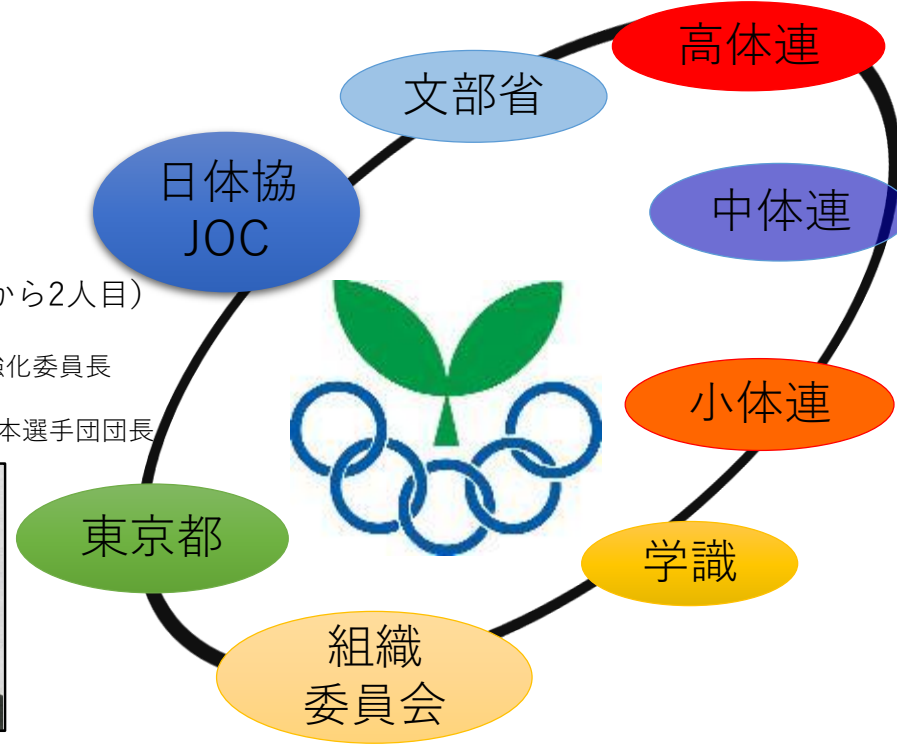 高体連
文部省
日体協
JOC
中体連
から2人目）
化委員長
小体連
本選手団団長
東京都
学識
組織
委員会